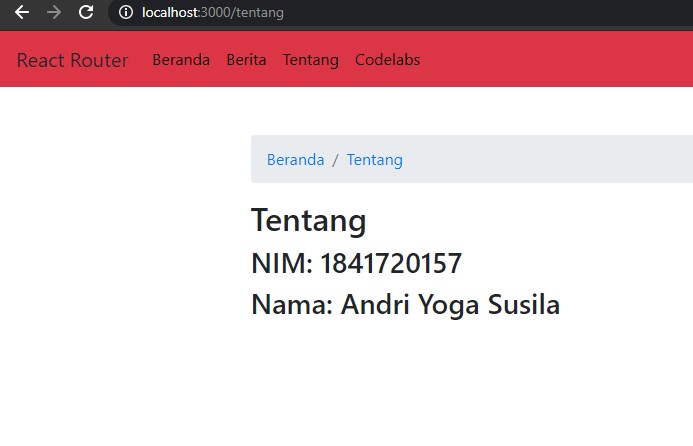 localhost:3000/tentang
React Router Beranda Berita Tentang Codelabs
Beranda / Tentang
Tentang
NIM: 1841720157
Nama: Andri Yoga Susila